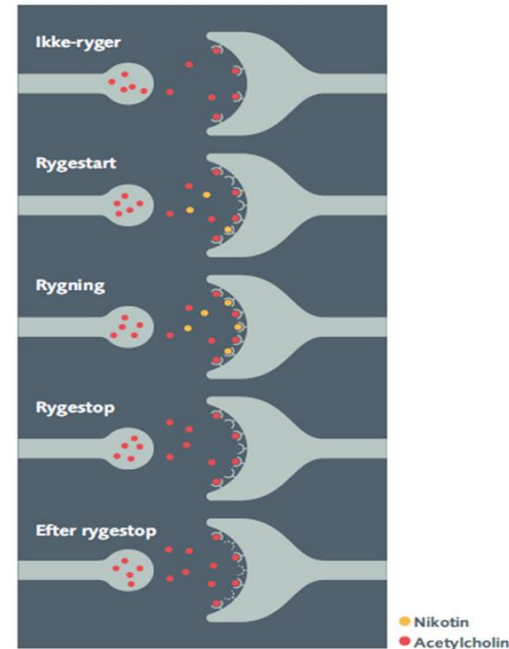 Ikke-ryger
Rygestart
Rygning
Rygestop
Efter rygestop
Nikotin
Acetylcholin